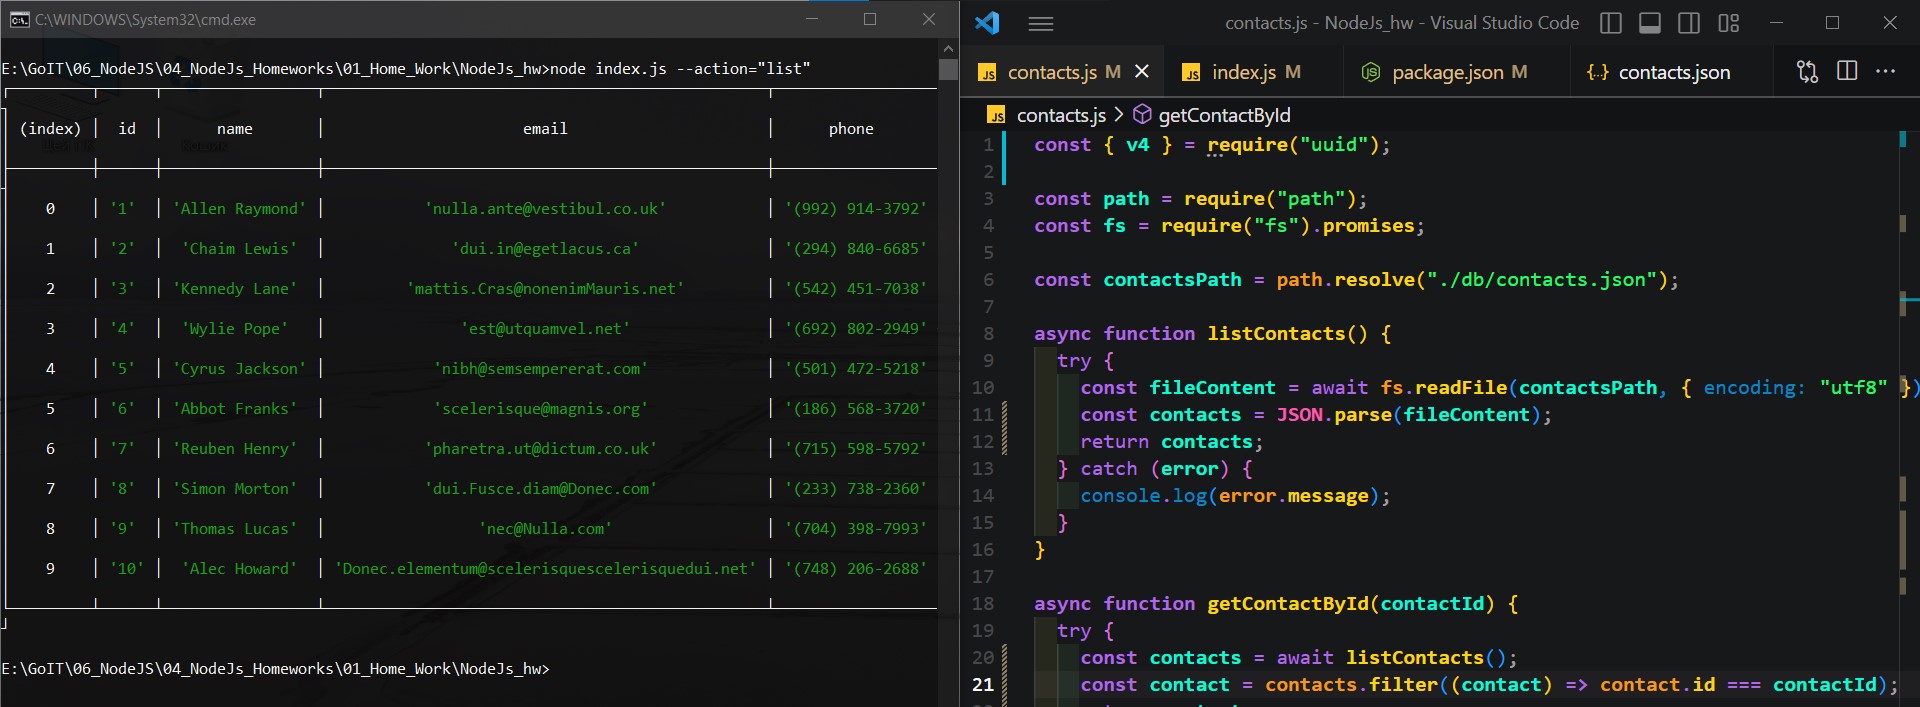 C:\WINDOWS\System32\cmd.exe
E:\GoIT\06_NodeJS\04_NodeJs_Homeworks\01_Home_Work\NodeJs_hw>node index.js --action="list"
(index) id name email phone
0 '1' 'Allen Raymond' 'nulla.ante@vestibul.co.uk' '(992) 914-3792'
1 '2' 'Chaim Lewis' 'dui.in@egetlacus.ca' '(294) 840-6685'
2 '3' 'Kennedy Lane' 'mattis.Cras@nonenimMauris.net' '(542) 451-7038'
3 '4' 'Wylie Pope' 'est@utquamvel.net' '(692) 802-2949'
4 '5' 'Cyrus Jackson' 'nibh@semsempererat.com' '(501) 472-5218'
5 '6' 'Abbot Franks' 'scelerisque@magnis.org' '(186) 568-3720'
6 '7' 'Reuben Henry' 'pharetra.ut@dictum.co.uk' '(715) 598-5792'
7 '8' 'Simon Morton' 'dui.Fusce.diam@Donec.com' '(233) 738-2360'
8 '9' 'Thomas Lucas' 'nec@Nulla.com' '(704) 398-7993'
9 '10' 'Alec Howard' 'Donec.elementum@scelerisquescelerisquedui.net' '(748) 206-2688'
E:\GoIT\06_NodeJS\04_NodeJs_Homeworks\01_Home_Work\NodeJs_hw>
contacts.js - NodeJs_hw - Visual Studio Code
JS contacts.js M JS index.js M package.json M {..} contacts.json
JS contacts.js > getContactById
1 const { v4 } = require("uuid");
2
3 const path = require("path");
4 const fs = require("fs").promises;
5
6 const contactsPath = path.resolve("./db/contacts.json");
7
8 async function listContacts() {
9 try {
10 const fileContent = await fs.readFile(contactsPath, { encoding: "utf8" })
11 const contacts = JSON.parse(fileContent);
12 return contacts;
13 } catch (error) {
14 console.log(error.message);
15 }
16 }
17
18 async function getContactById(contactId) {
19 try {
20 const contacts = await listContacts();
21 const contact = contacts.filter((contact) => contact.id === contactId);